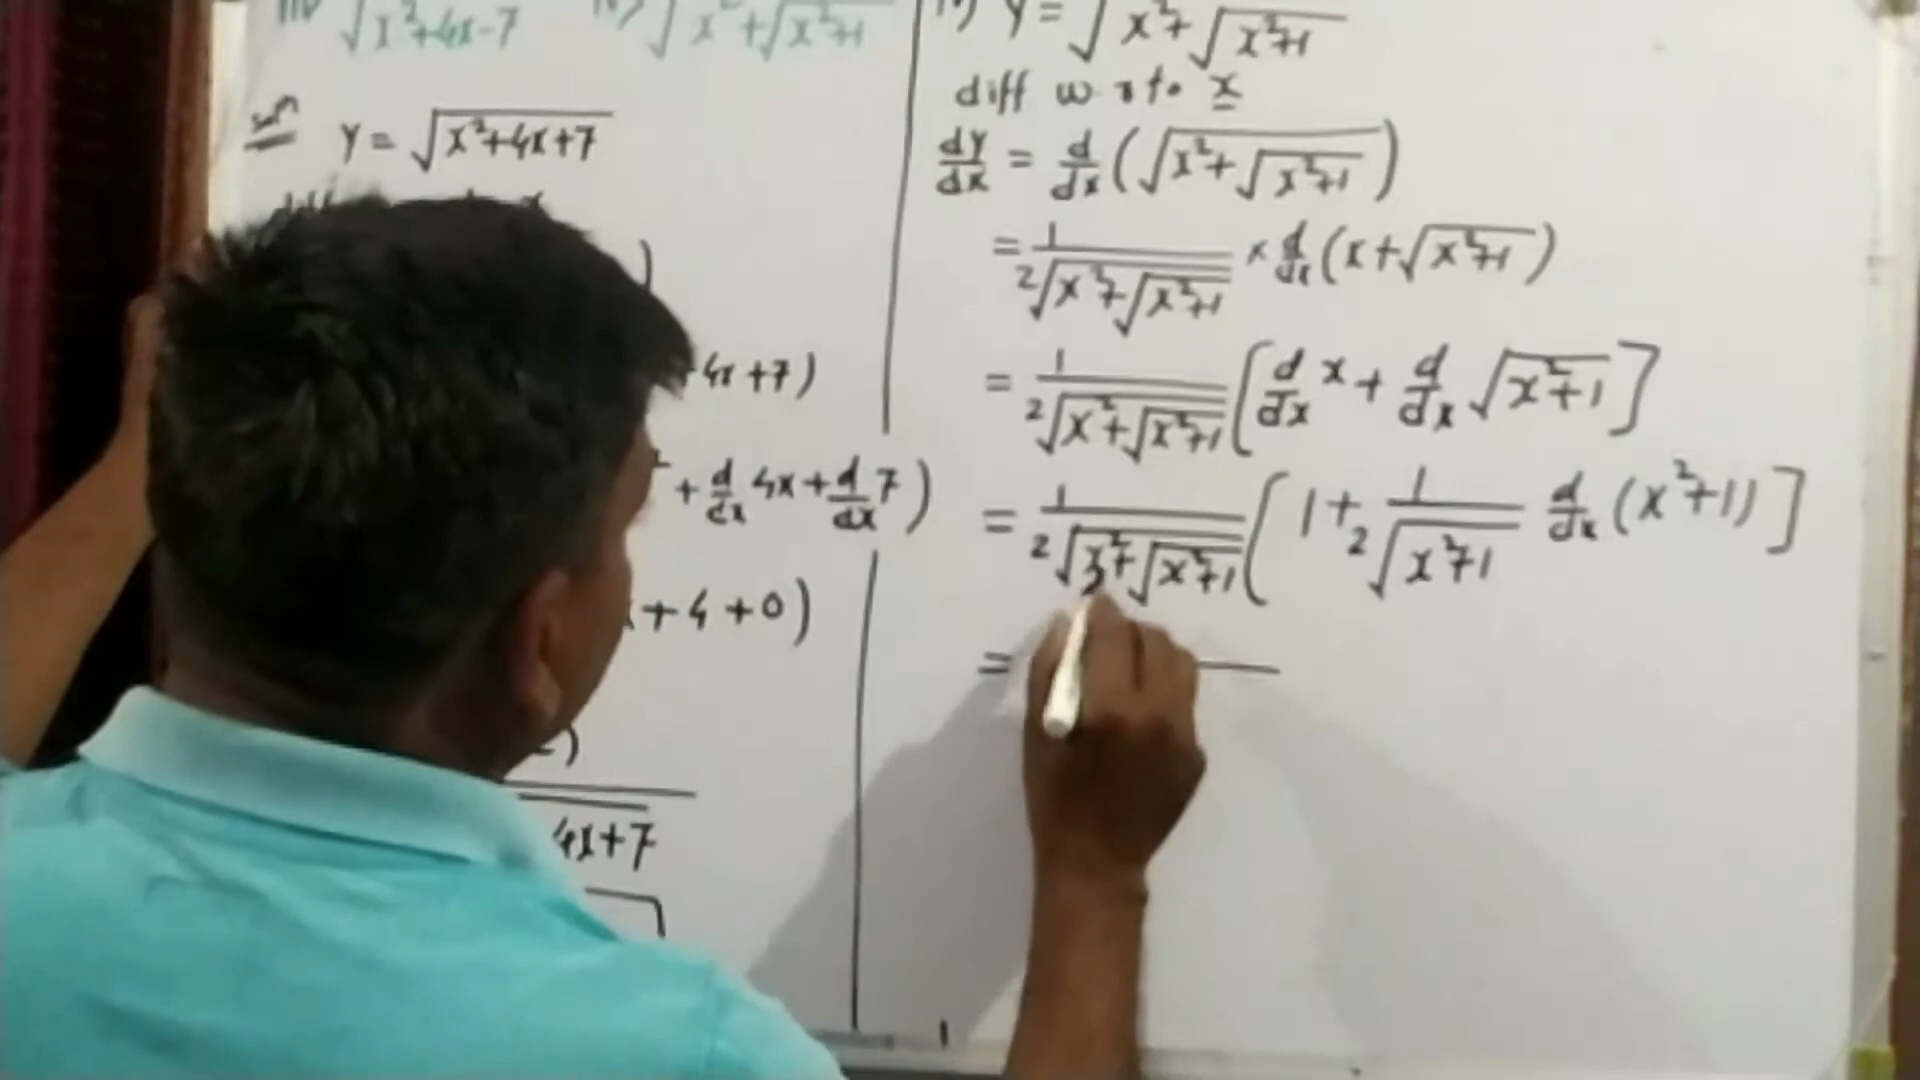 √x²+4x-7 iv) √x²+√x²+1
Soln y = √x²+4x+7
)
4x+7)
+ d/dx 4x + d/dx 7)
x+4+0)
)
4x+7
iv) y = √x²+√x²+1
diff w.r.to x
dy/dx = d/dx (√x²+√x²+1)
= 1/2√x²+√x²+1 × d/dx (x+√x²+1)
= 1/2√x²+√x²+1 [d/dx x + d/dx √x²+1]
= 1/2√x²+√x²+1 [1+ 1/2√x²+1 d/dx (x²+1)]
=